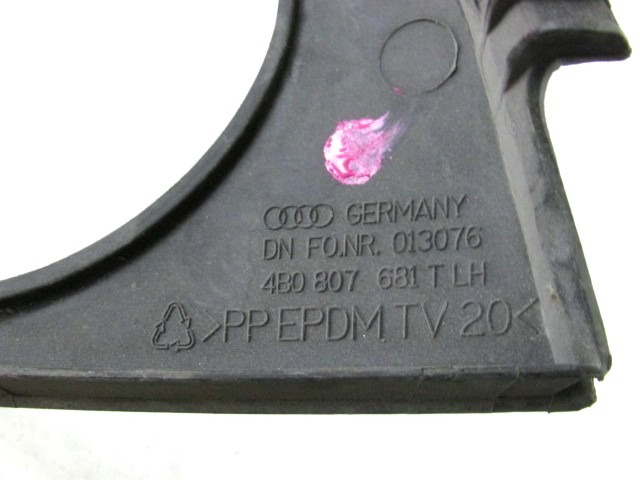 GERMANY
DN FO.NR. 013076
4B0 807 681 T LH
>PP EPDM TV 20<